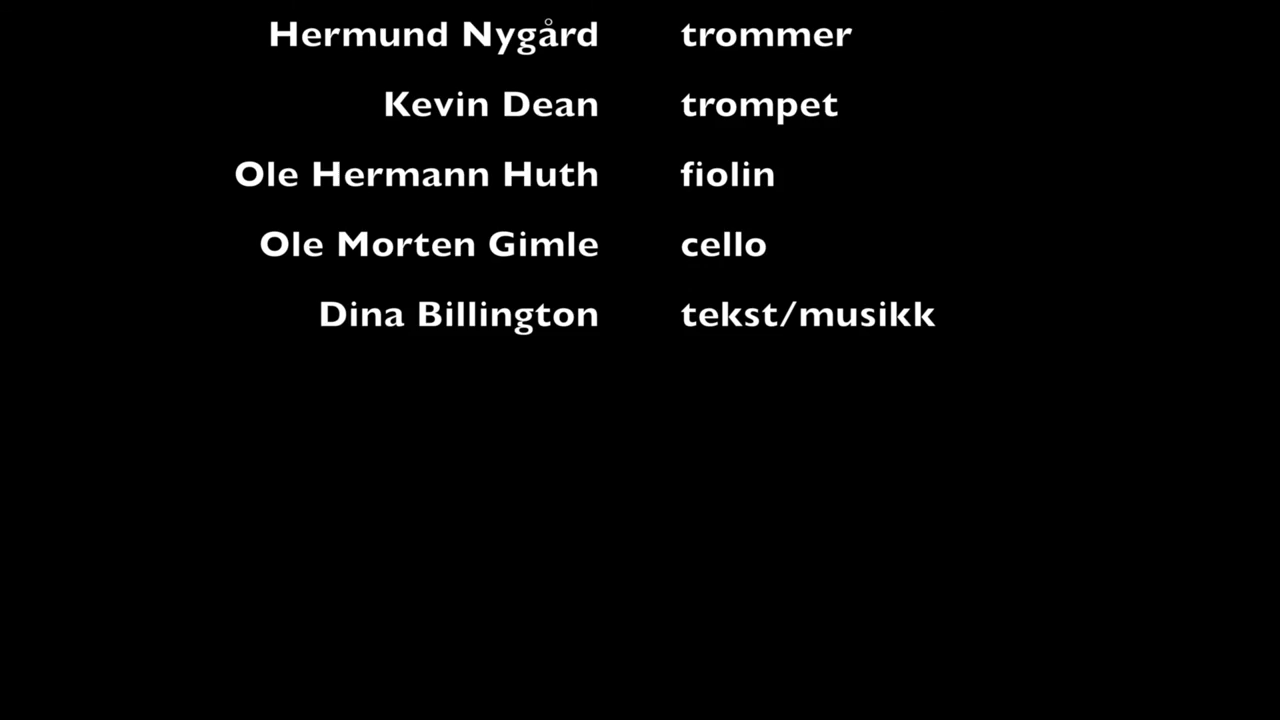 Hermund Nygård trommer
Kevin Dean trompet
Ole Hermann Huth fiolin
Ole Morten Gimle cello
Dina Billington tekst/musikk